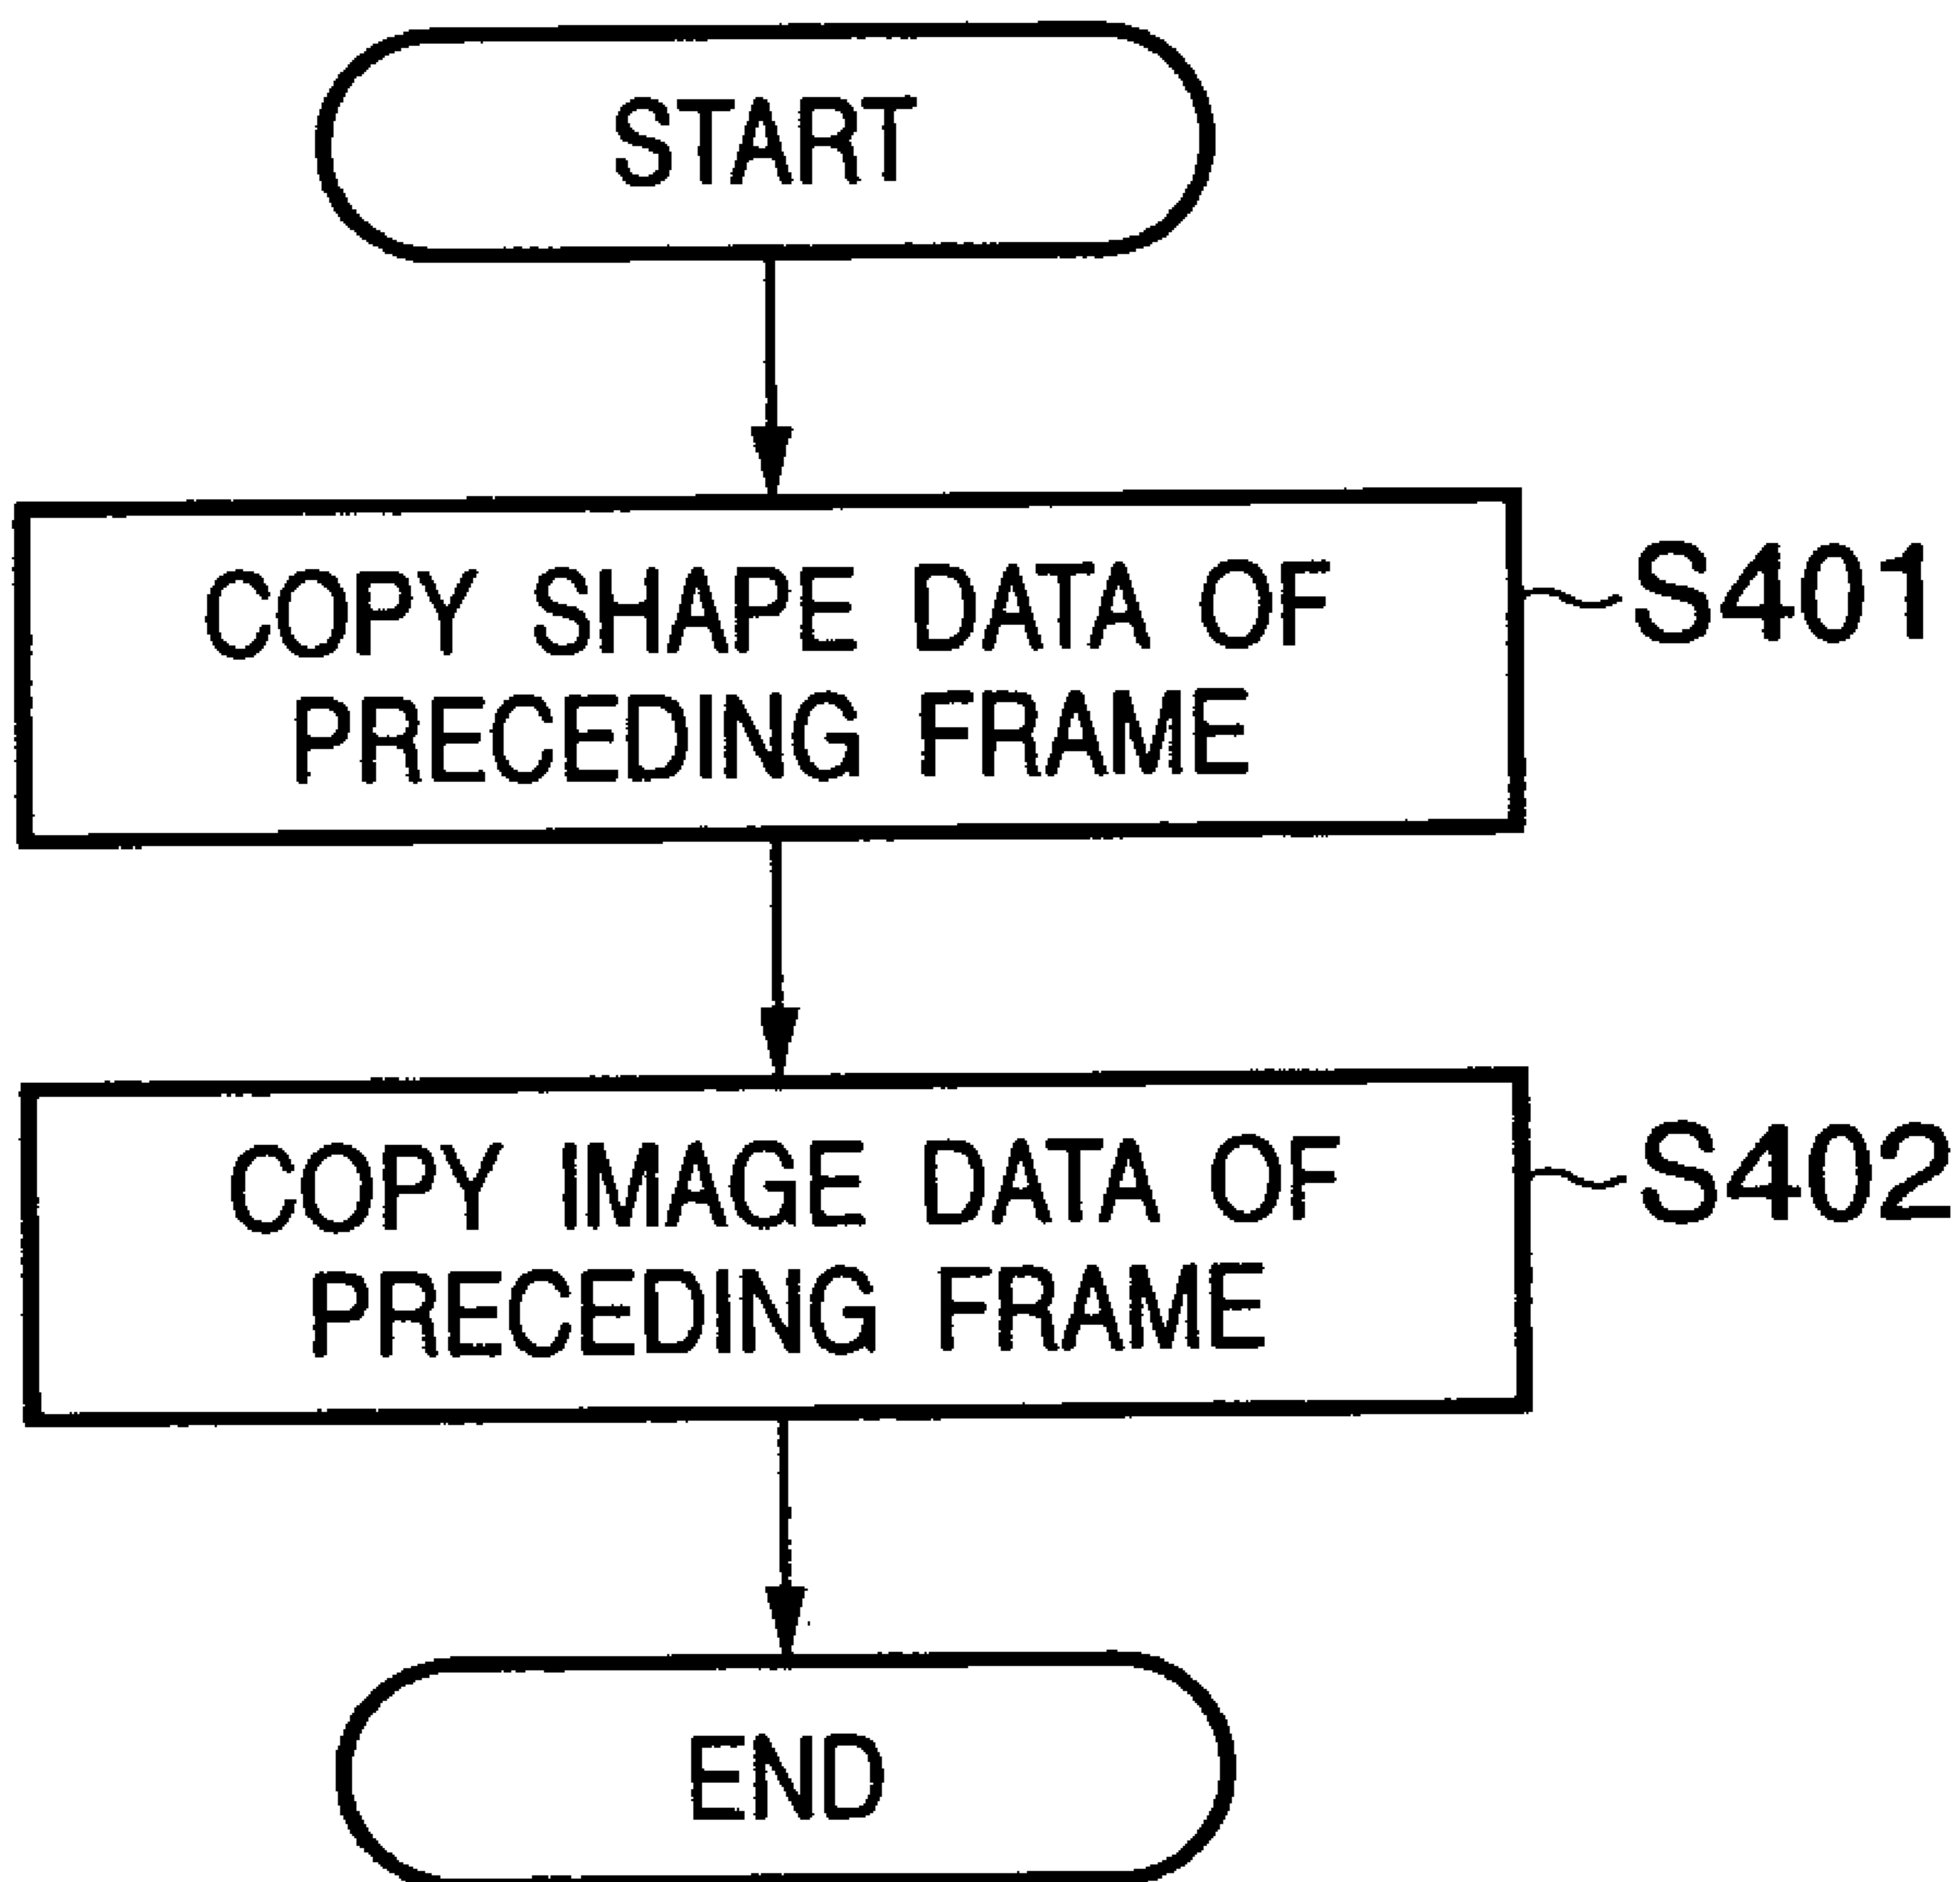 START
COPY SHAPE DATA OF
PRECEDING FRAME
S401
COPY IMAGE DATA OF
PRECEDING FRAME
S402
END